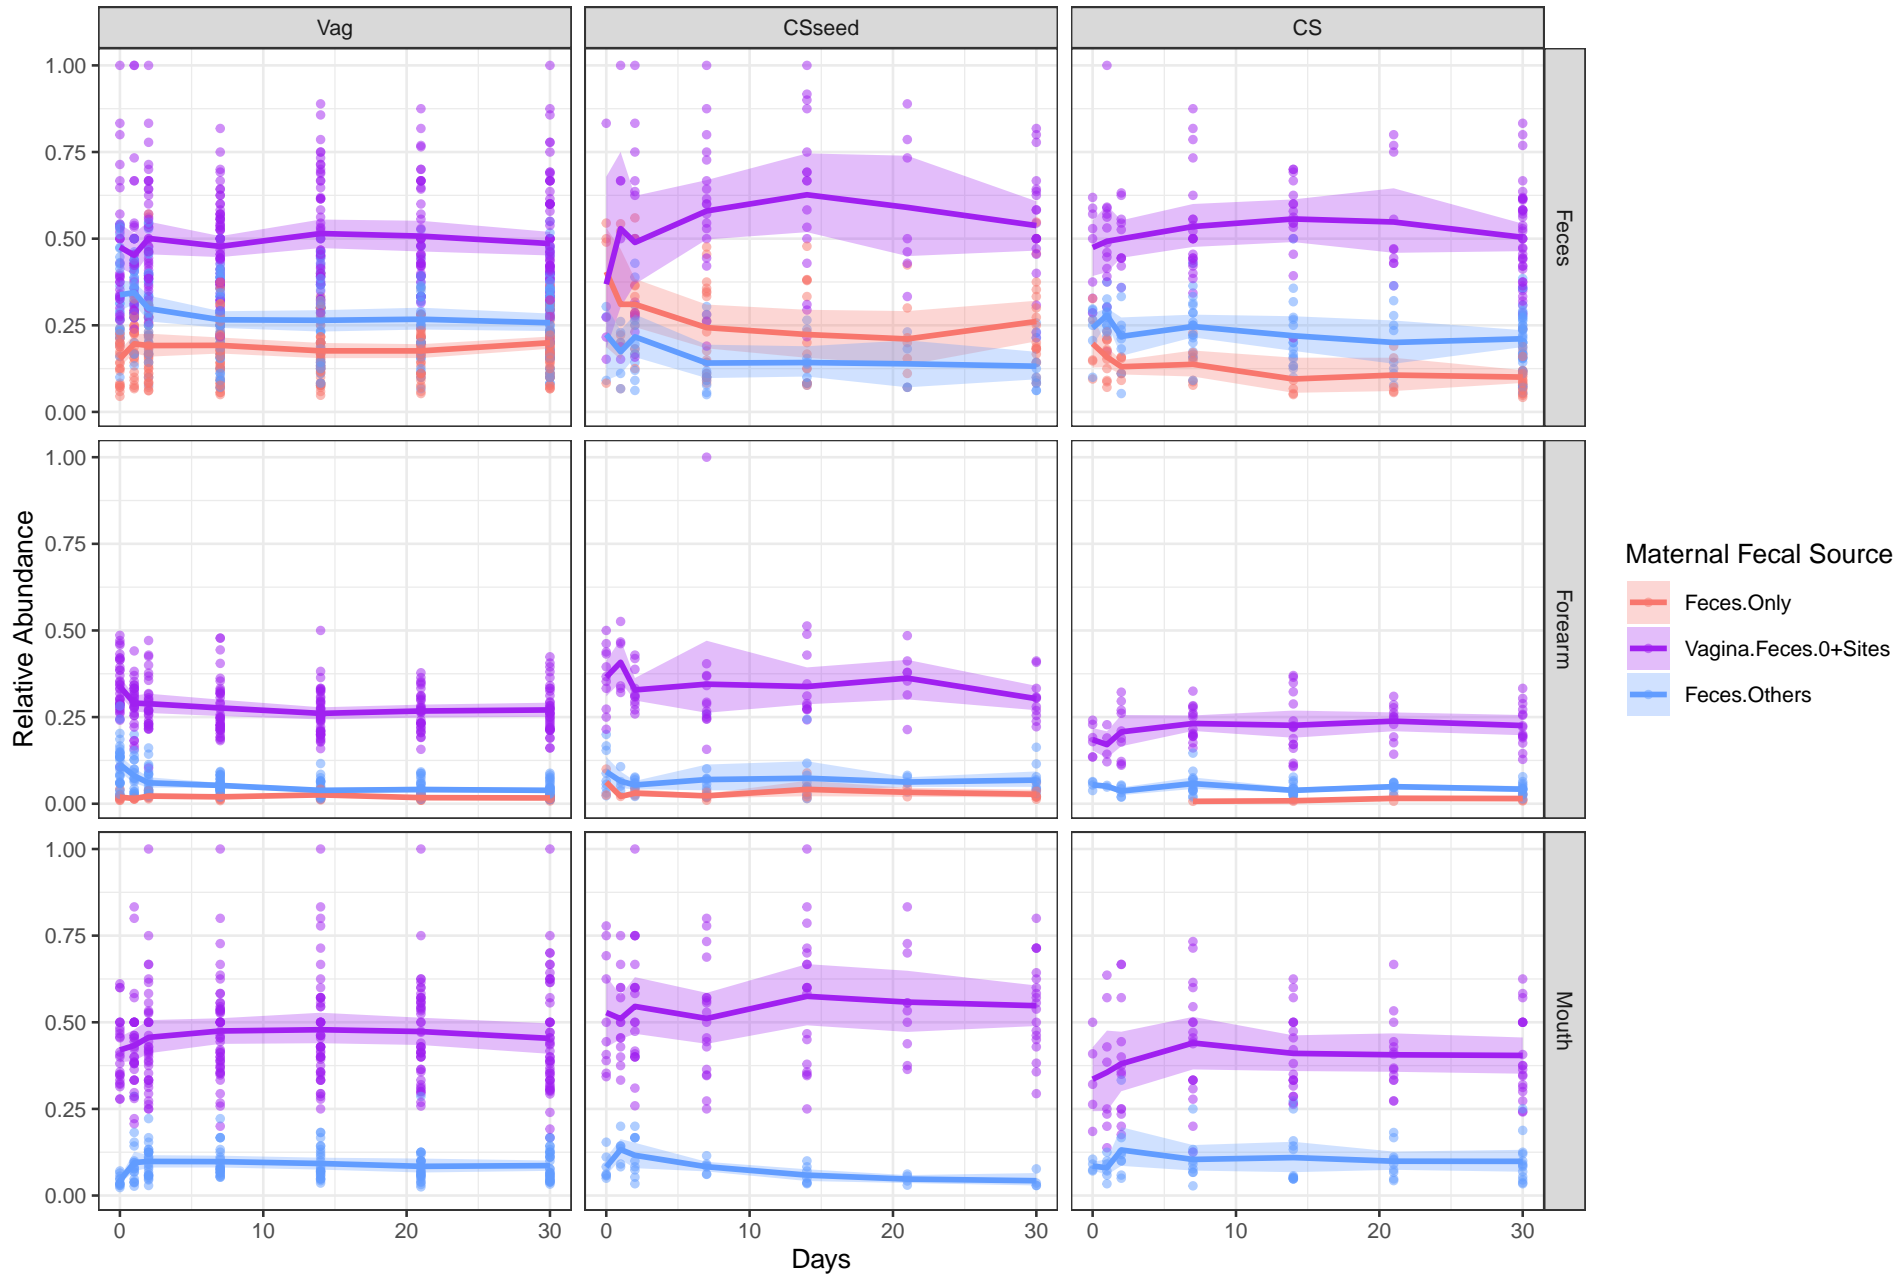 Vag
CSseed
CS
1.00
0.75
0.50
0.25
0.00
Feces
1.00
0.75
0.50
0.25
0.00
Forearm
1.00
0.75
0.50
0.25
0.00
Mouth
Relative Abundance
0 10 20 30
0 10 20 30
0 10 20 30
Days
Maternal Fecal Source
Feces.Only
Vagina.Feces.0+Sites
Feces.Others